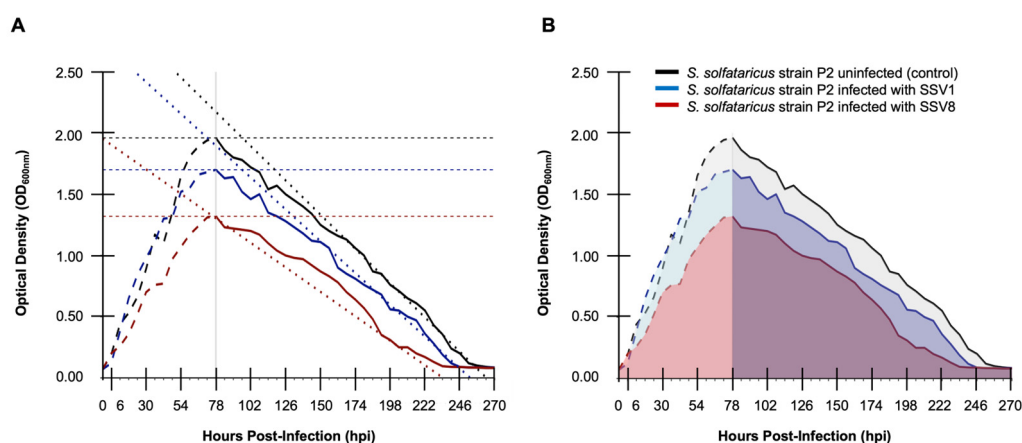 A
2.50
2.00
1.50
1.00
0.50
0.00
Optical Density (OD600nm)
0 6 30 54 78 102 126 150 174 198 222 246 270
Hours Post-Infection (hpi)
B
S. solfataricus strain P2 uninfected (control)
S. solfataricus strain P2 infected with SSV1
S. solfataricus strain P2 infected with SSV8
2.50
2.00
1.50
1.00
0.50
0.00
Optical Density (OD600nm)
0 6 30 54 78 102 126 150 174 198 222 246 270
Hours Post-Infection (hpi)